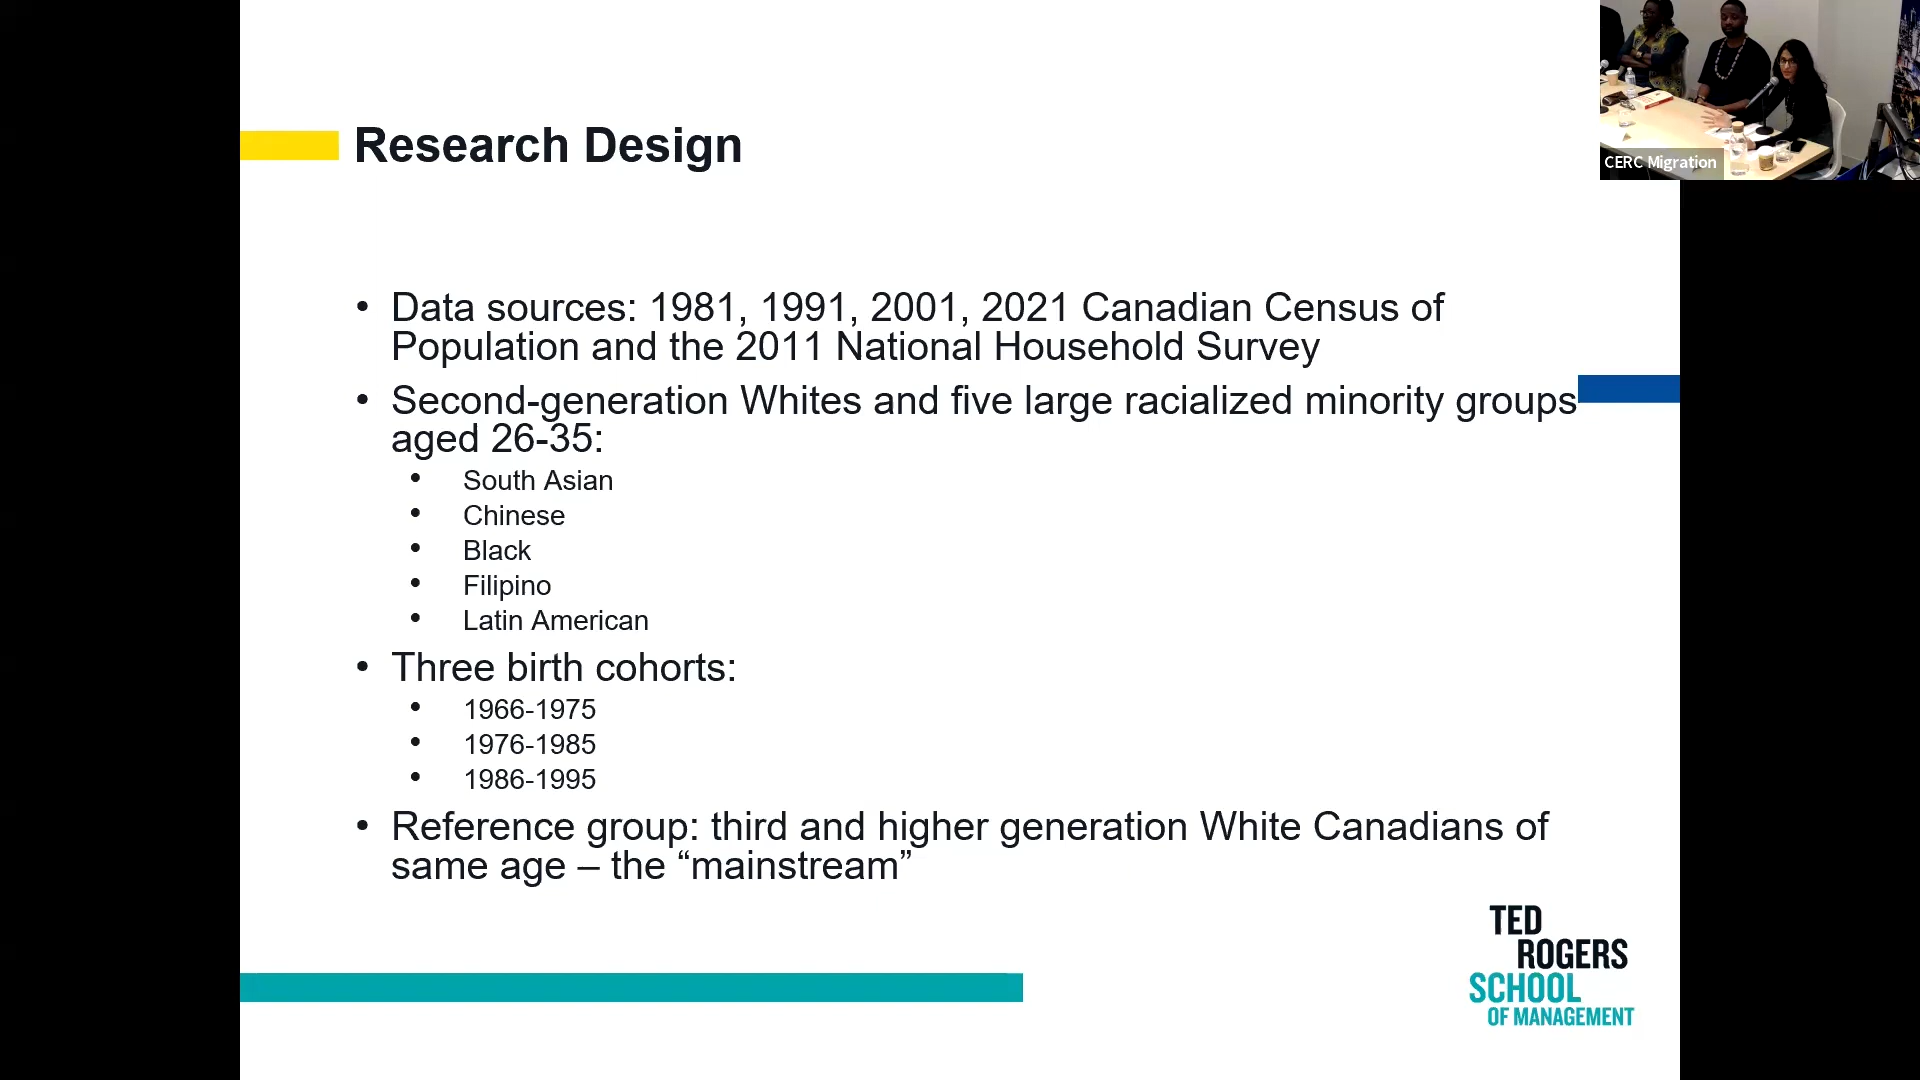 CERC Migration
Research Design
• Data sources: 1981, 1991, 2001, 2021 Canadian Census of
Population and the 2011 National Household Survey
• Second-generation Whites and five large racialized minority groups
aged 26-35:
• South Asian
• Chinese
• Black
• Filipino
• Latin American
• Three birth cohorts:
• 1966-1975
• 1976-1985
• 1986-1995
• Reference group: third and higher generation White Canadians of
same age – the “mainstream”
TED
ROGERS
SCHOOL
OF MANAGEMENT